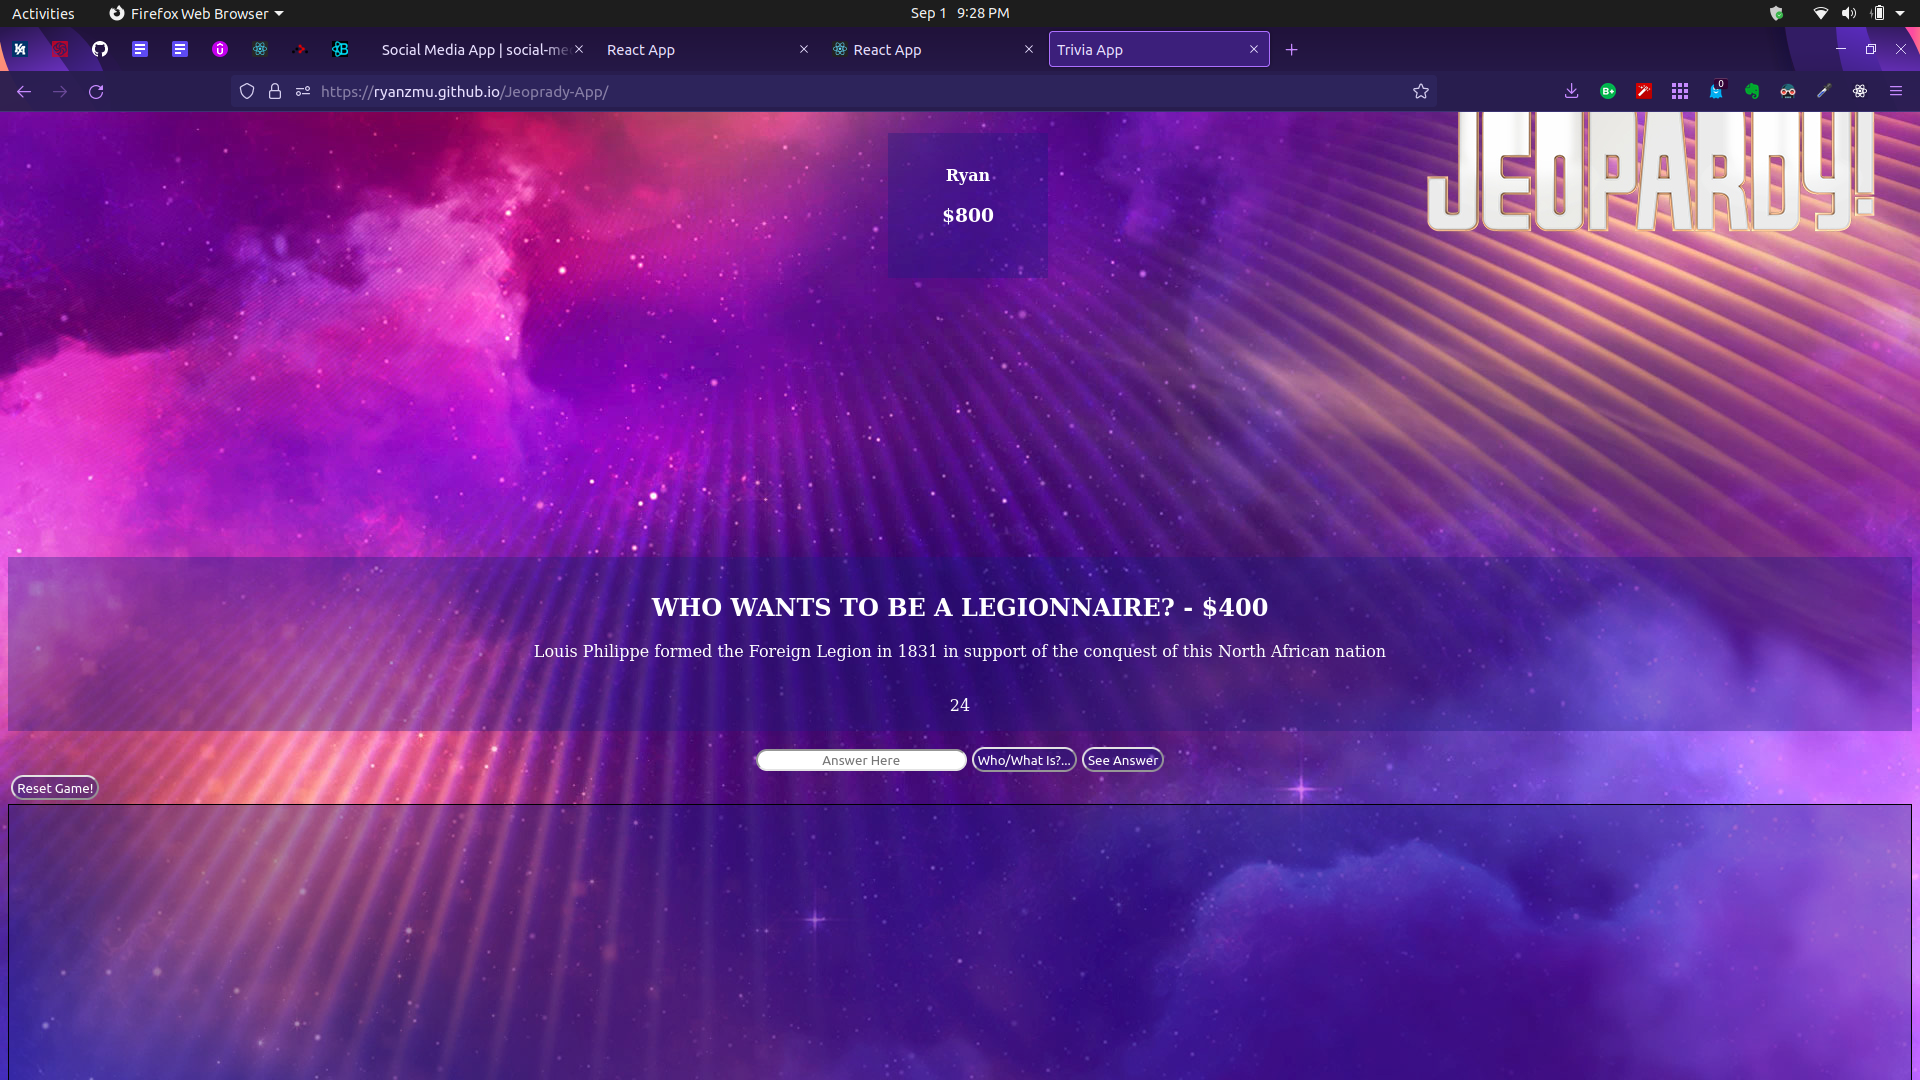 Activities
Firefox Web Browser
Sep 1 9:28 PM
Social Media App | social-me
React App
React App
Trivia App
https://ryanzmu.github.io/Jeoprady-App/
0
JEOPARDY!
Ryan
$800
WHO WANTS TO BE A LEGIONNAIRE? - $400
Louis Philippe formed the Foreign Legion in 1831 in support of the conquest of this North African nation
24
Answer Here
Who/What Is?...
See Answer
Reset Game!